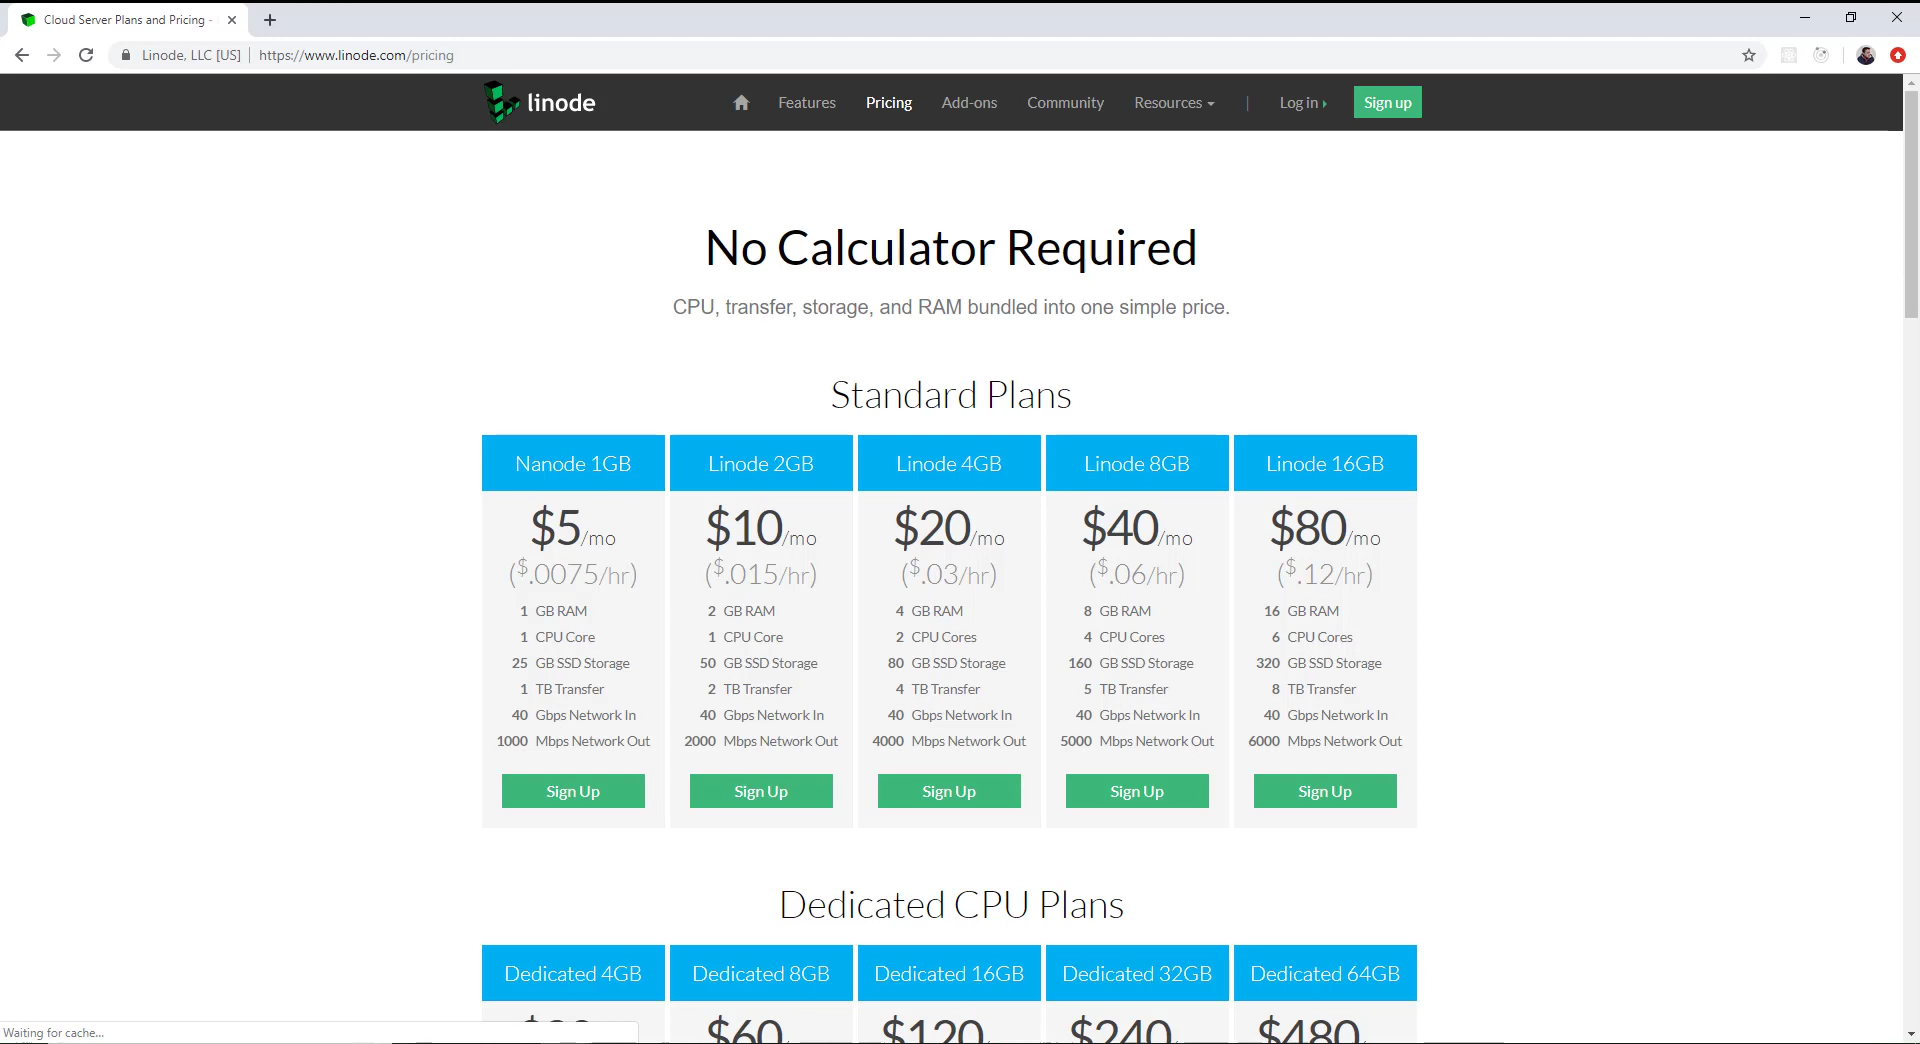 Cloud Server Plans and Pricing -
Linode, LLC [US] https://www.linode.com/pricing
linode
Features Pricing Add-ons Community Resources | Log in Sign up
No Calculator Required
CPU, transfer, storage, and RAM bundled into one simple price.
Standard Plans
Nanode 1GB Linode 2GB Linode 4GB Linode 8GB Linode 16GB
$5/mo $10/mo $20/mo $40/mo $80/mo
($.0075/hr) ($.015/hr) ($.03/hr) ($.06/hr) ($.12/hr)
1 GB RAM 2 GB RAM 4 GB RAM 8 GB RAM 16 GB RAM
1 CPU Core 1 CPU Core 2 CPU Cores 4 CPU Cores 6 CPU Cores
25 GB SSD Storage 50 GB SSD Storage 80 GB SSD Storage 160 GB SSD Storage 320 GB SSD Storage
1 TB Transfer 2 TB Transfer 4 TB Transfer 5 TB Transfer 8 TB Transfer
40 Gbps Network In 40 Gbps Network In 40 Gbps Network In 40 Gbps Network In 40 Gbps Network In
1000 Mbps Network Out 2000 Mbps Network Out 4000 Mbps Network Out 5000 Mbps Network Out 6000 Mbps Network Out
Sign Up Sign Up Sign Up Sign Up Sign Up
Dedicated CPU Plans
Dedicated 4GB Dedicated 8GB Dedicated 16GB Dedicated 32GB Dedicated 64GB
$60 $120 $240 $480
Waiting for cache...